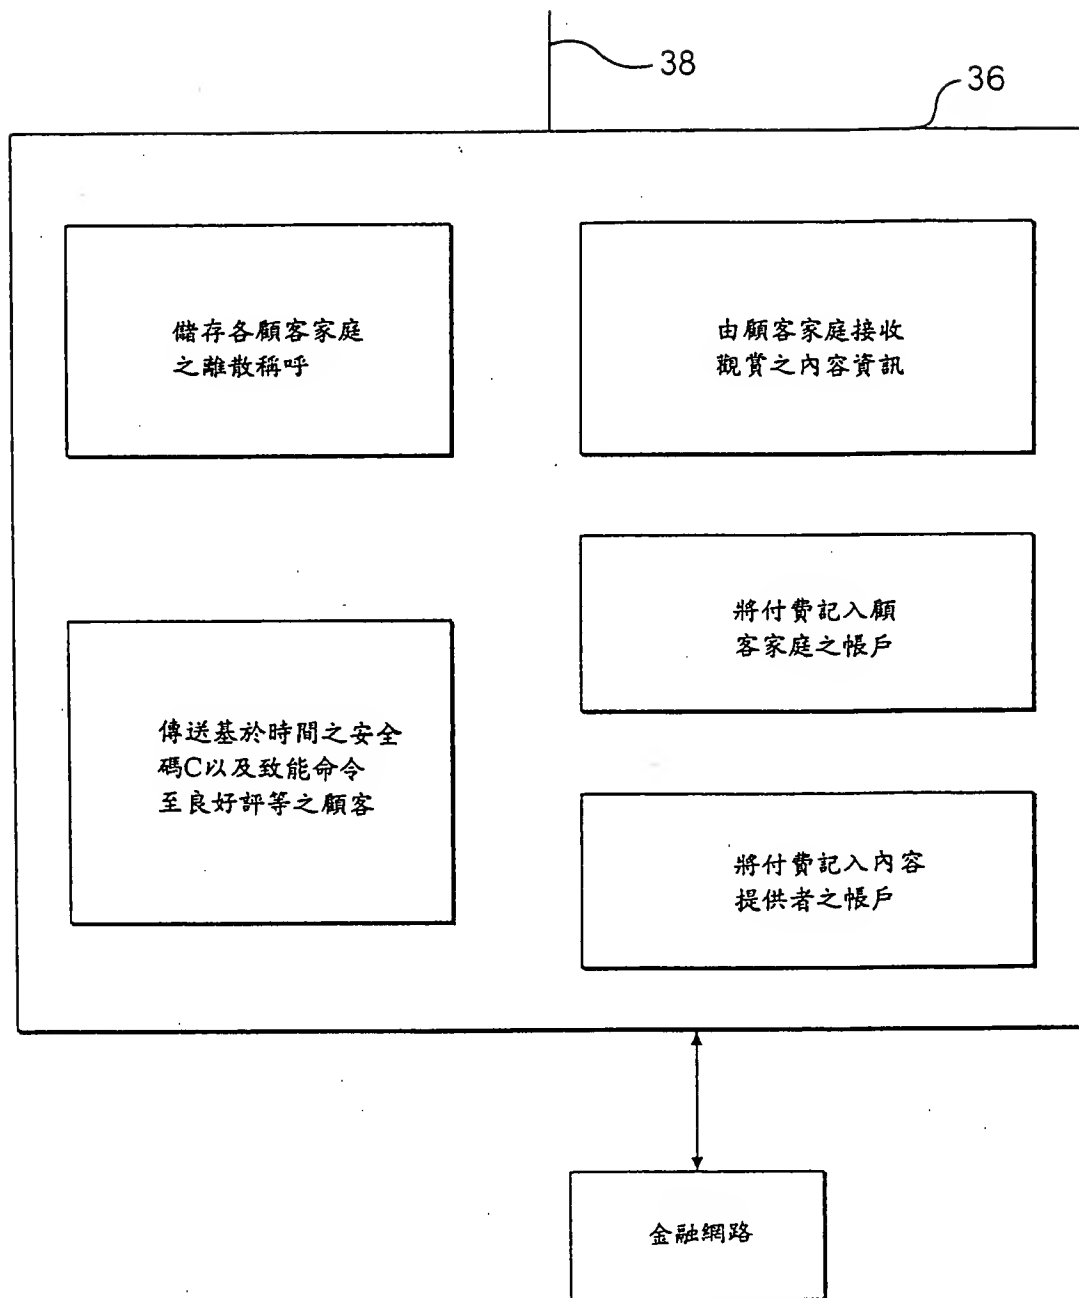 38
36
儲存各顧客家庭
之離散稱呼
由顧客家庭接收
觀賞之內容資訊
將付費記入顧
客家庭之帳戶
傳送基於時間之安全
碼C以及致能命令
至良好評等之顧客
將付費記入內容
提供者之帳戶
金融網路